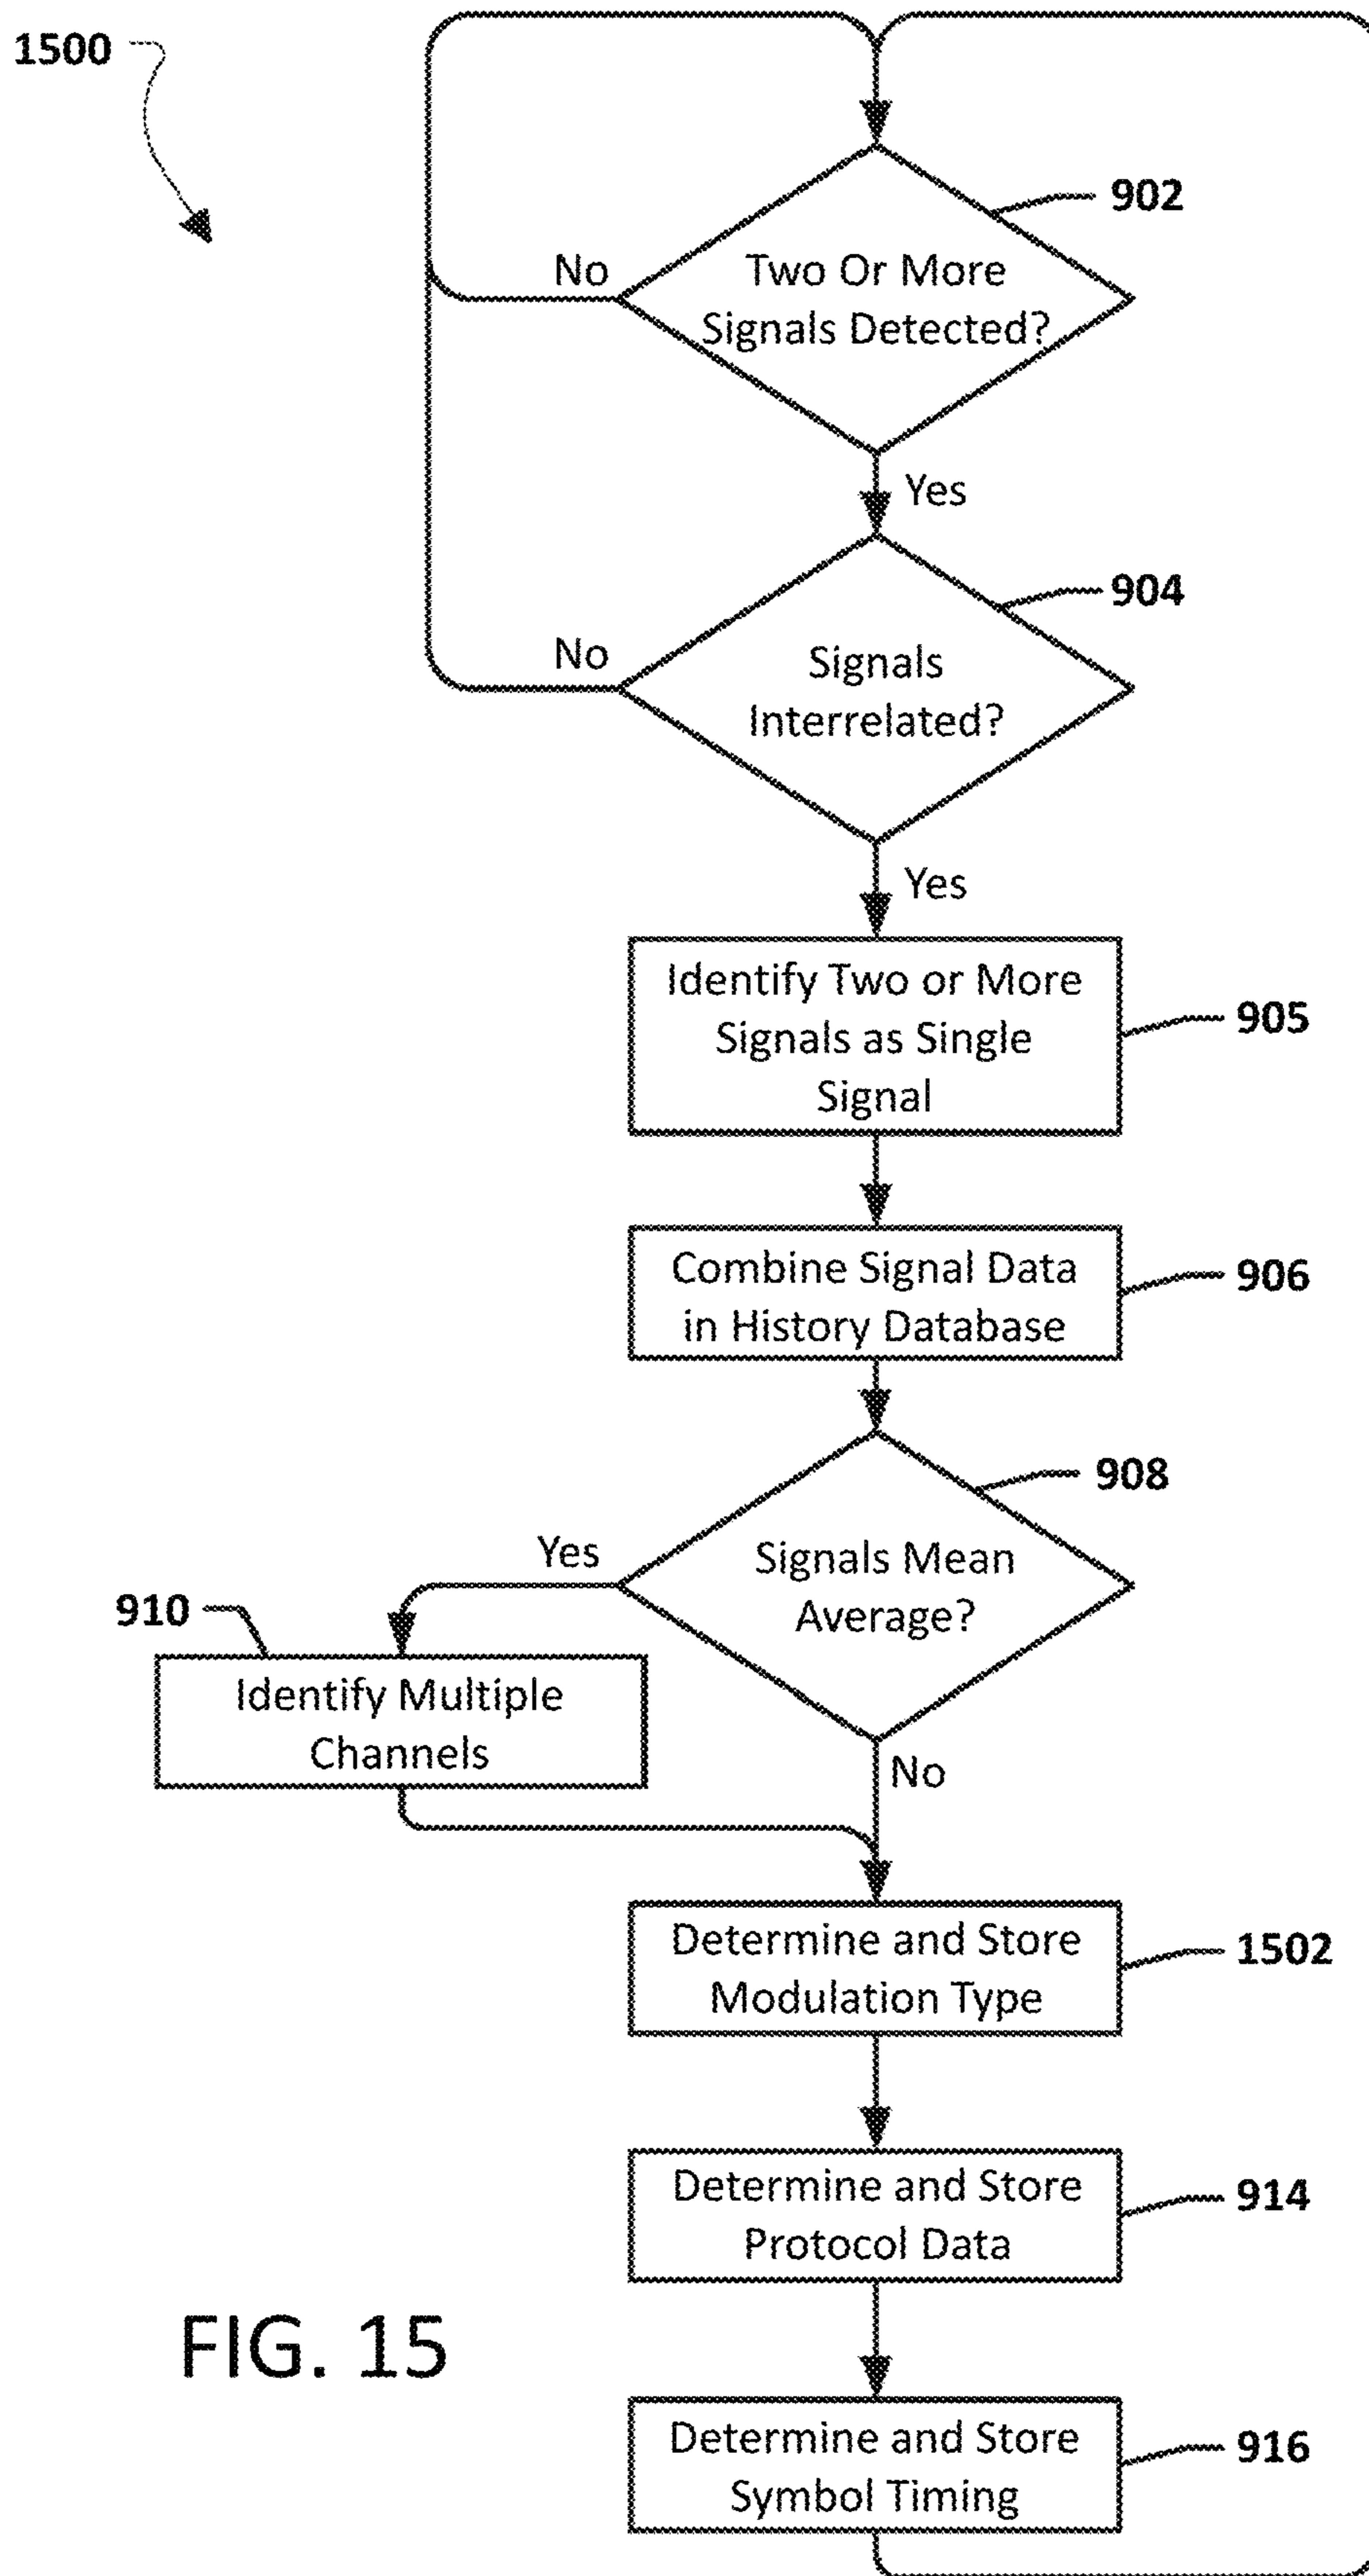 1500
902
No
Two Or More
Signals Detected?
Yes
904
No
Signals
Interrelated?
Yes
Identify Two or More
Signals as Single
Signal
905
Combine Signal Data
in History Database
906
908
Yes
Signals Mean
Average?
910
Identify Multiple
Channels
No
Determine and Store
Modulation Type
1502
Determine and Store
Protocol Data
914
FIG. 15
Determine and Store
Symbol Timing
916